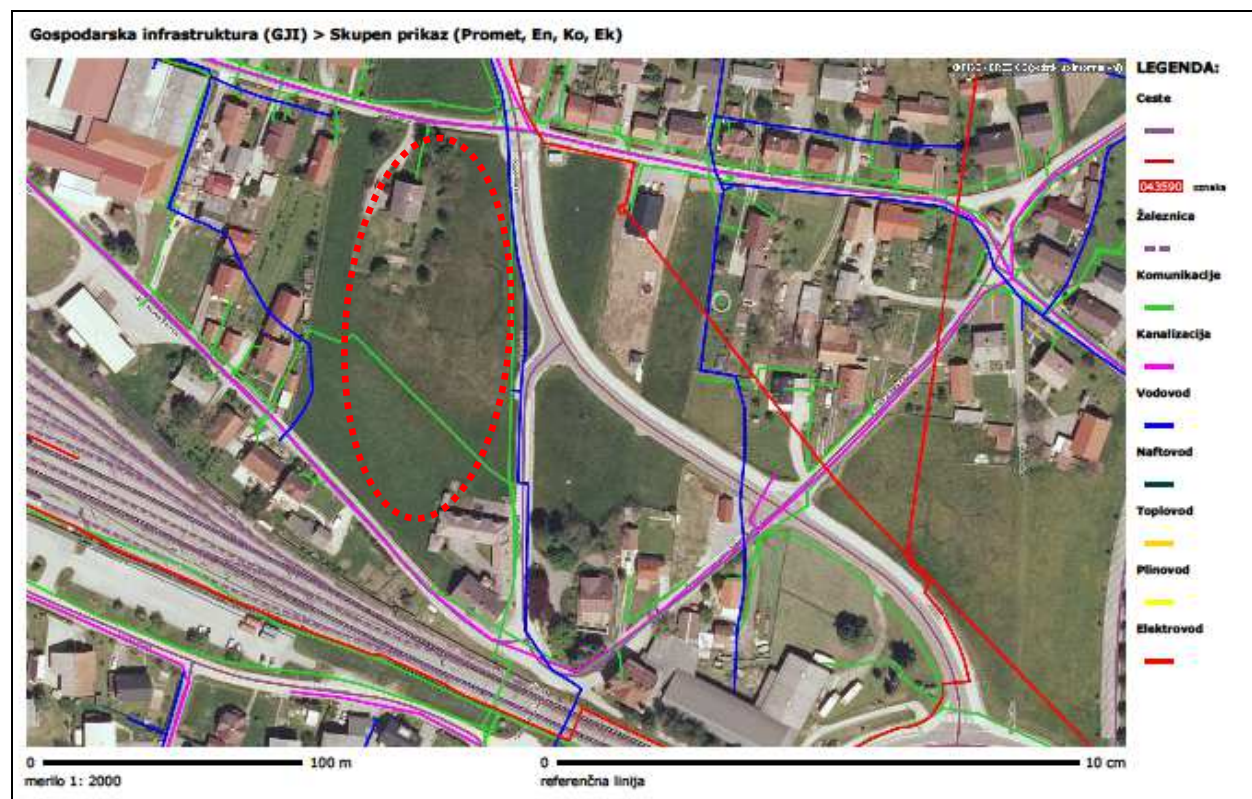 Gospodarska infrastruktura (GJI) > Skupen prikaz (Promet, En, Ko, Ek)
LEGENDA:
Ceste
043590 oznaka
Železnica
Komunikacije
Kanalizacija
Vodovod
Naftovod
Toplovod
Plinovod
Elektrovod
0 100 m
merilo 1: 2000
0 10 cm
referenčna linija